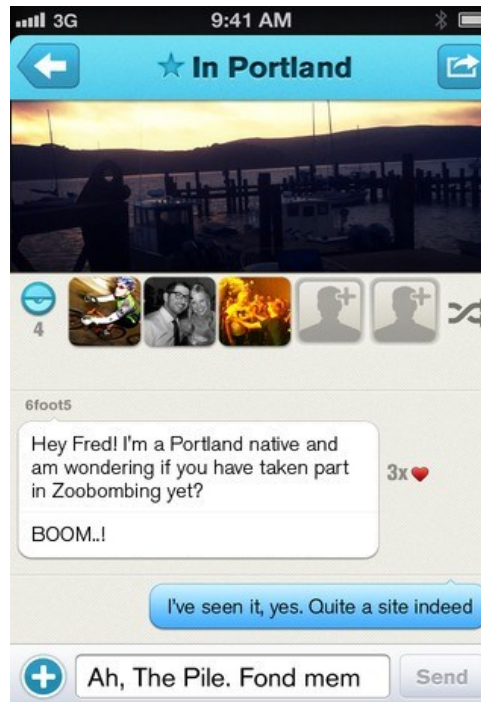 3G 9:41 AM
In Portland
4
6foot5
Hey Fred! I'm a Portland native and
am wondering if you have taken part
in Zoobombing yet?
3x
BOOM..!
I've seen it, yes. Quite a site indeed
Ah, The Pile. Fond mem
Send